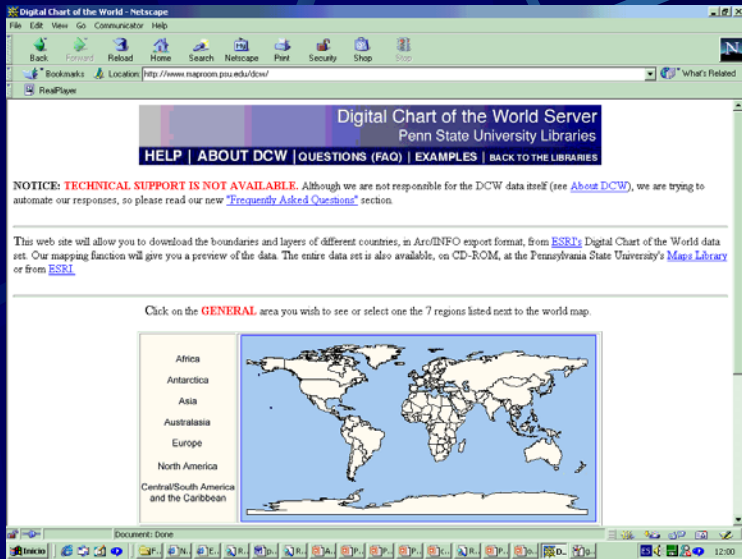 Digital Chart of the World - Netscape
File Edit View Go Communicator Help
Back Forward Reload Home Search Netscape Print Security Shop Stop
Bookmarks Location: http://www.maproom.psu.edu/dcw/ What's Related
RealPlayer
Digital Chart of the World Server
Penn State University Libraries
HELP | ABOUT DCW | QUESTIONS (FAQ) | EXAMPLES | BACK TO THE LIBRARIES
NOTICE: TECHNICAL SUPPORT IS NOT AVAILABLE. Although we are not responsible for the DCW data itself (see About DCW), we are trying to
automate our responses, so please read our new "Frequently Asked Questions" section.
This web site will allow you to download the boundaries and layers of different countries, in Arc/INFO export format, from ESRI's Digital Chart of the World data
set. Our mapping function will give you a preview of the data. The entire data set is also available, on CD-ROM, at the Pennsylvania State University's Maps Library
or from ESRI.
Click on the GENERAL area you wish to see or select one the 7 regions listed next to the world map.
Africa
Antarctica
Asia
Australasia
Europe
North America
Central/South America
and the Caribbean
Document: Done
Inicio 12:00